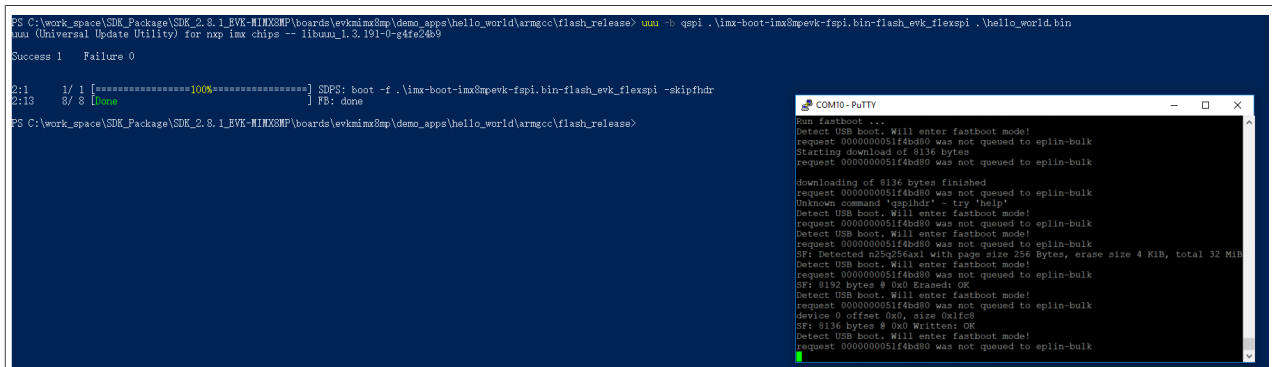 PS C:\work_space\SDK_Package\SDK_2.8.1_EVK-MIMX8MP\boards\evkmimx8mp\demo_apps\hello_world\armgcc\flash_release> uuu -b qspi .\imx-boot-imx8mpevk-fspi.bin-flash_evk_flexspi .\hello_world.bin
uuu (Universal Update Utility) for nxp imx chips -- libuuu_1.3.191-0-g4fe24b9
Success 1    Failure 0
2:1      1/ 1 [=================100%=================] SDPS: boot -f .\imx-boot-imx8mpevk-fspi.bin-flash_evk_flexspi -skipfhdr
2:13     8/ 8 [Done                                  ] FB: done
PS C:\work_space\SDK_Package\SDK_2.8.1_EVK-MIMX8MP\boards\evkmimx8mp\demo_apps\hello_world\armgcc\flash_release>
COM10 - PuTTY
Run fastboot ...
Detect USB boot. Will enter fastboot mode!
request 0000000051f4bd80 was not queued to ep1in-bulk
Starting download of 8136 bytes
request 0000000051f4bd80 was not queued to ep1in-bulk
downloading of 8136 bytes finished
request 0000000051f4bd80 was not queued to ep1in-bulk
Unknown command 'qspihdr' - try 'help'
Detect USB boot. Will enter fastboot mode!
request 0000000051f4bd80 was not queued to ep1in-bulk
Detect USB boot. Will enter fastboot mode!
request 0000000051f4bd80 was not queued to ep1in-bulk
SF: Detected n25q256ax1 with page size 256 Bytes, erase size 4 KiB, total 32 MiB
Detect USB boot. Will enter fastboot mode!
request 0000000051f4bd80 was not queued to ep1in-bulk
SF: 8192 bytes @ 0x0 Erased: OK
Detect USB boot. Will enter fastboot mode!
request 0000000051f4bd80 was not queued to ep1in-bulk
device 0 offset 0x0, size 0x1fc8
SF: 8136 bytes @ 0x0 Written: OK
Detect USB boot. Will enter fastboot mode!
request 0000000051f4bd80 was not queued to ep1in-bulk